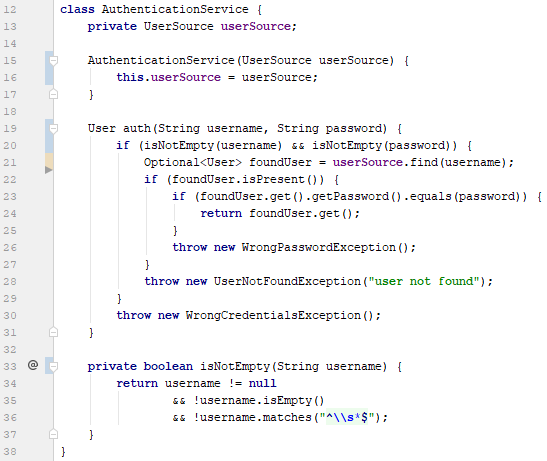 12 class AuthenticationService {
13     private UserSource userSource;
14
15     AuthenticationService(UserSource userSource) {
16         this.userSource = userSource;
17     }
18
19     User auth(String username, String password) {
20         if (isNotEmpty(username) && isNotEmpty(password)) {
21             Optional<User> foundUser = userSource.find(username);
22             if (foundUser.isPresent()) {
23                 if (foundUser.get().getPassword().equals(password)) {
24                     return foundUser.get();
25                 }
26                 throw new WrongPasswordException();
27             }
28             throw new UserNotFoundException("user not found");
29         }
30         throw new WrongCredentialsException();
31     }
32
33 @   private boolean isNotEmpty(String username) {
34         return username != null
35                 && !username.isEmpty()
36                 && !username.matches("^\\s*$");
37     }
38 }